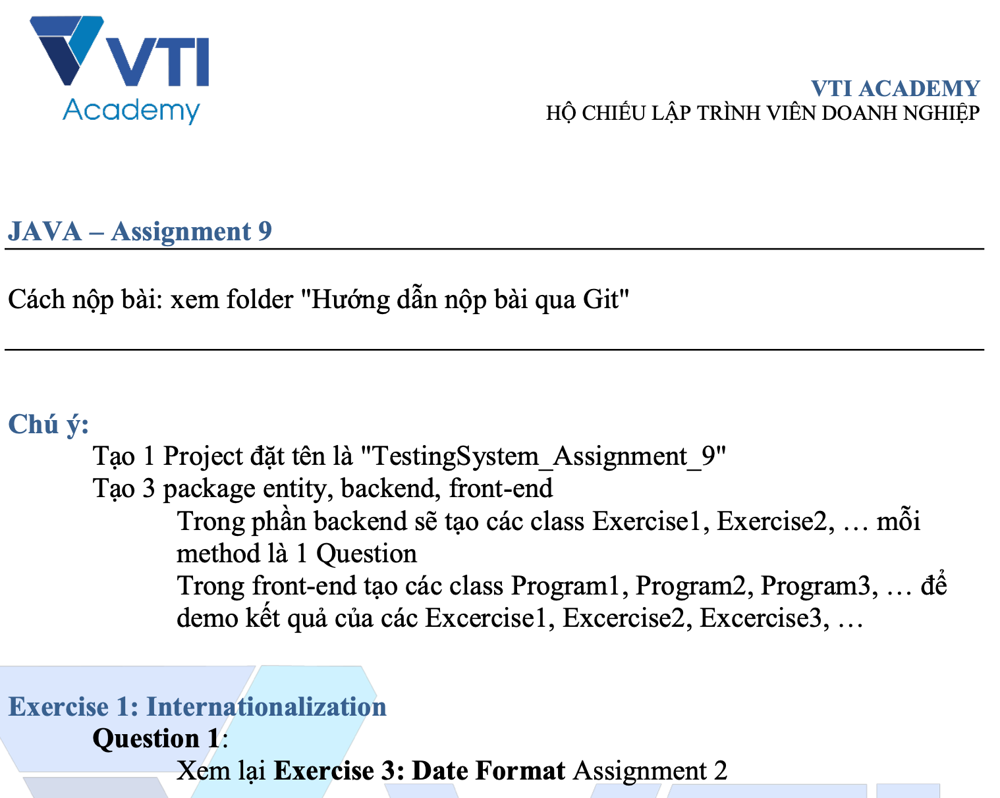 VTI
Academy
VTI ACADEMY
HỘ CHIẾU LẬP TRÌNH VIÊN DOANH NGHIỆP
JAVA – Assignment 9
Cách nộp bài: xem folder "Hướng dẫn nộp bài qua Git"
Chú ý:
Tạo 1 Project đặt tên là "TestingSystem_Assignment_9"
Tạo 3 package entity, backend, front-end
Trong phần backend sẽ tạo các class Exercise1, Exercise2, … mỗi
method là 1 Question
Trong front-end tạo các class Program1, Program2, Program3, … để
demo kết quả của các Excercise1, Excercise2, Excercise3, …
Exercise 1: Internationalization
Question 1:
Xem lại Exercise 3: Date Format Assignment 2